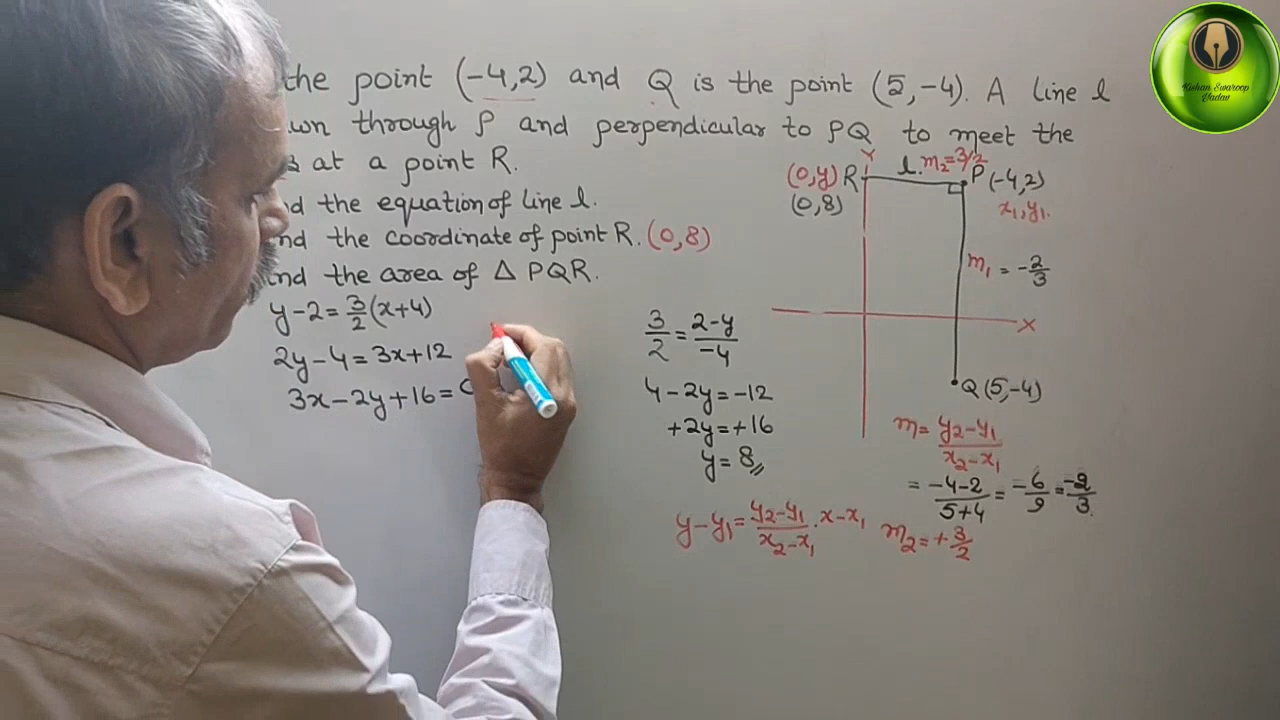 the point (-4,2) and Q is the point (5,-4). A line l
through P and perpendicular to PQ to meet the
at a point R.
the equation of line l.
the coordinate of point R. (0,8)
the area of Δ PQR.
y-2=3/2(x+4)
2y-4=3x+12
3x-2y+16=
3/2=2-y/-4
4-2y=-12
+2y=+16
y=8
Y
(0,y) R
(0,8)
l. m2=3/2
P (-4,2)
x1,y1.
m1 = -2/3
X
Q (5,-4)
m= y2-y1/x2-x1
= -4-2/5+4 = -6/9 = -2/3
y-y1= y2-y1/x2-x1 . x-x1
m2=+3/2
Kishan Swaroop
Yadav